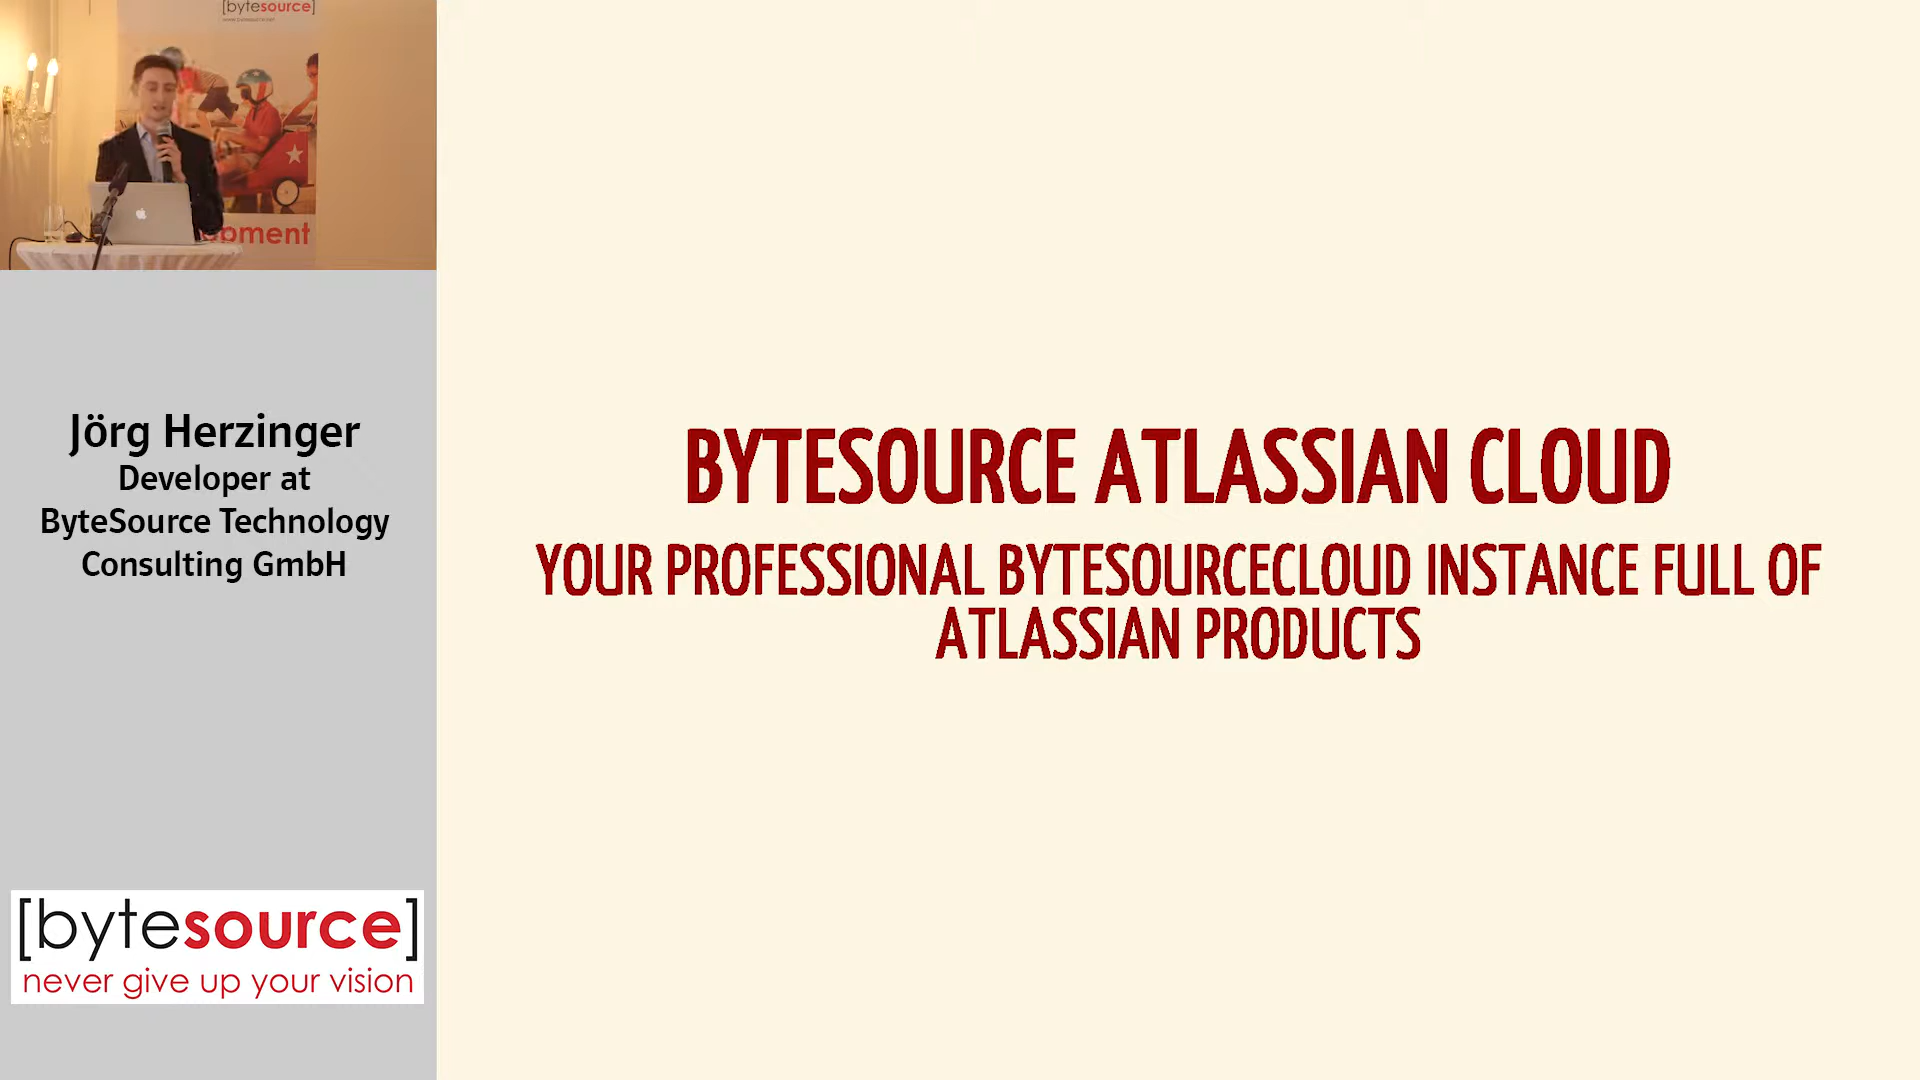 [bytesource]
pment
Jörg Herzinger
Developer at
ByteSource Technology
Consulting GmbH
[bytesource]
never give up your vision
BYTESOURCE ATLASSIAN CLOUD
YOUR PROFESSIONAL BYTESOURCECLOUD INSTANCE FULL OF
ATLASSIAN PRODUCTS